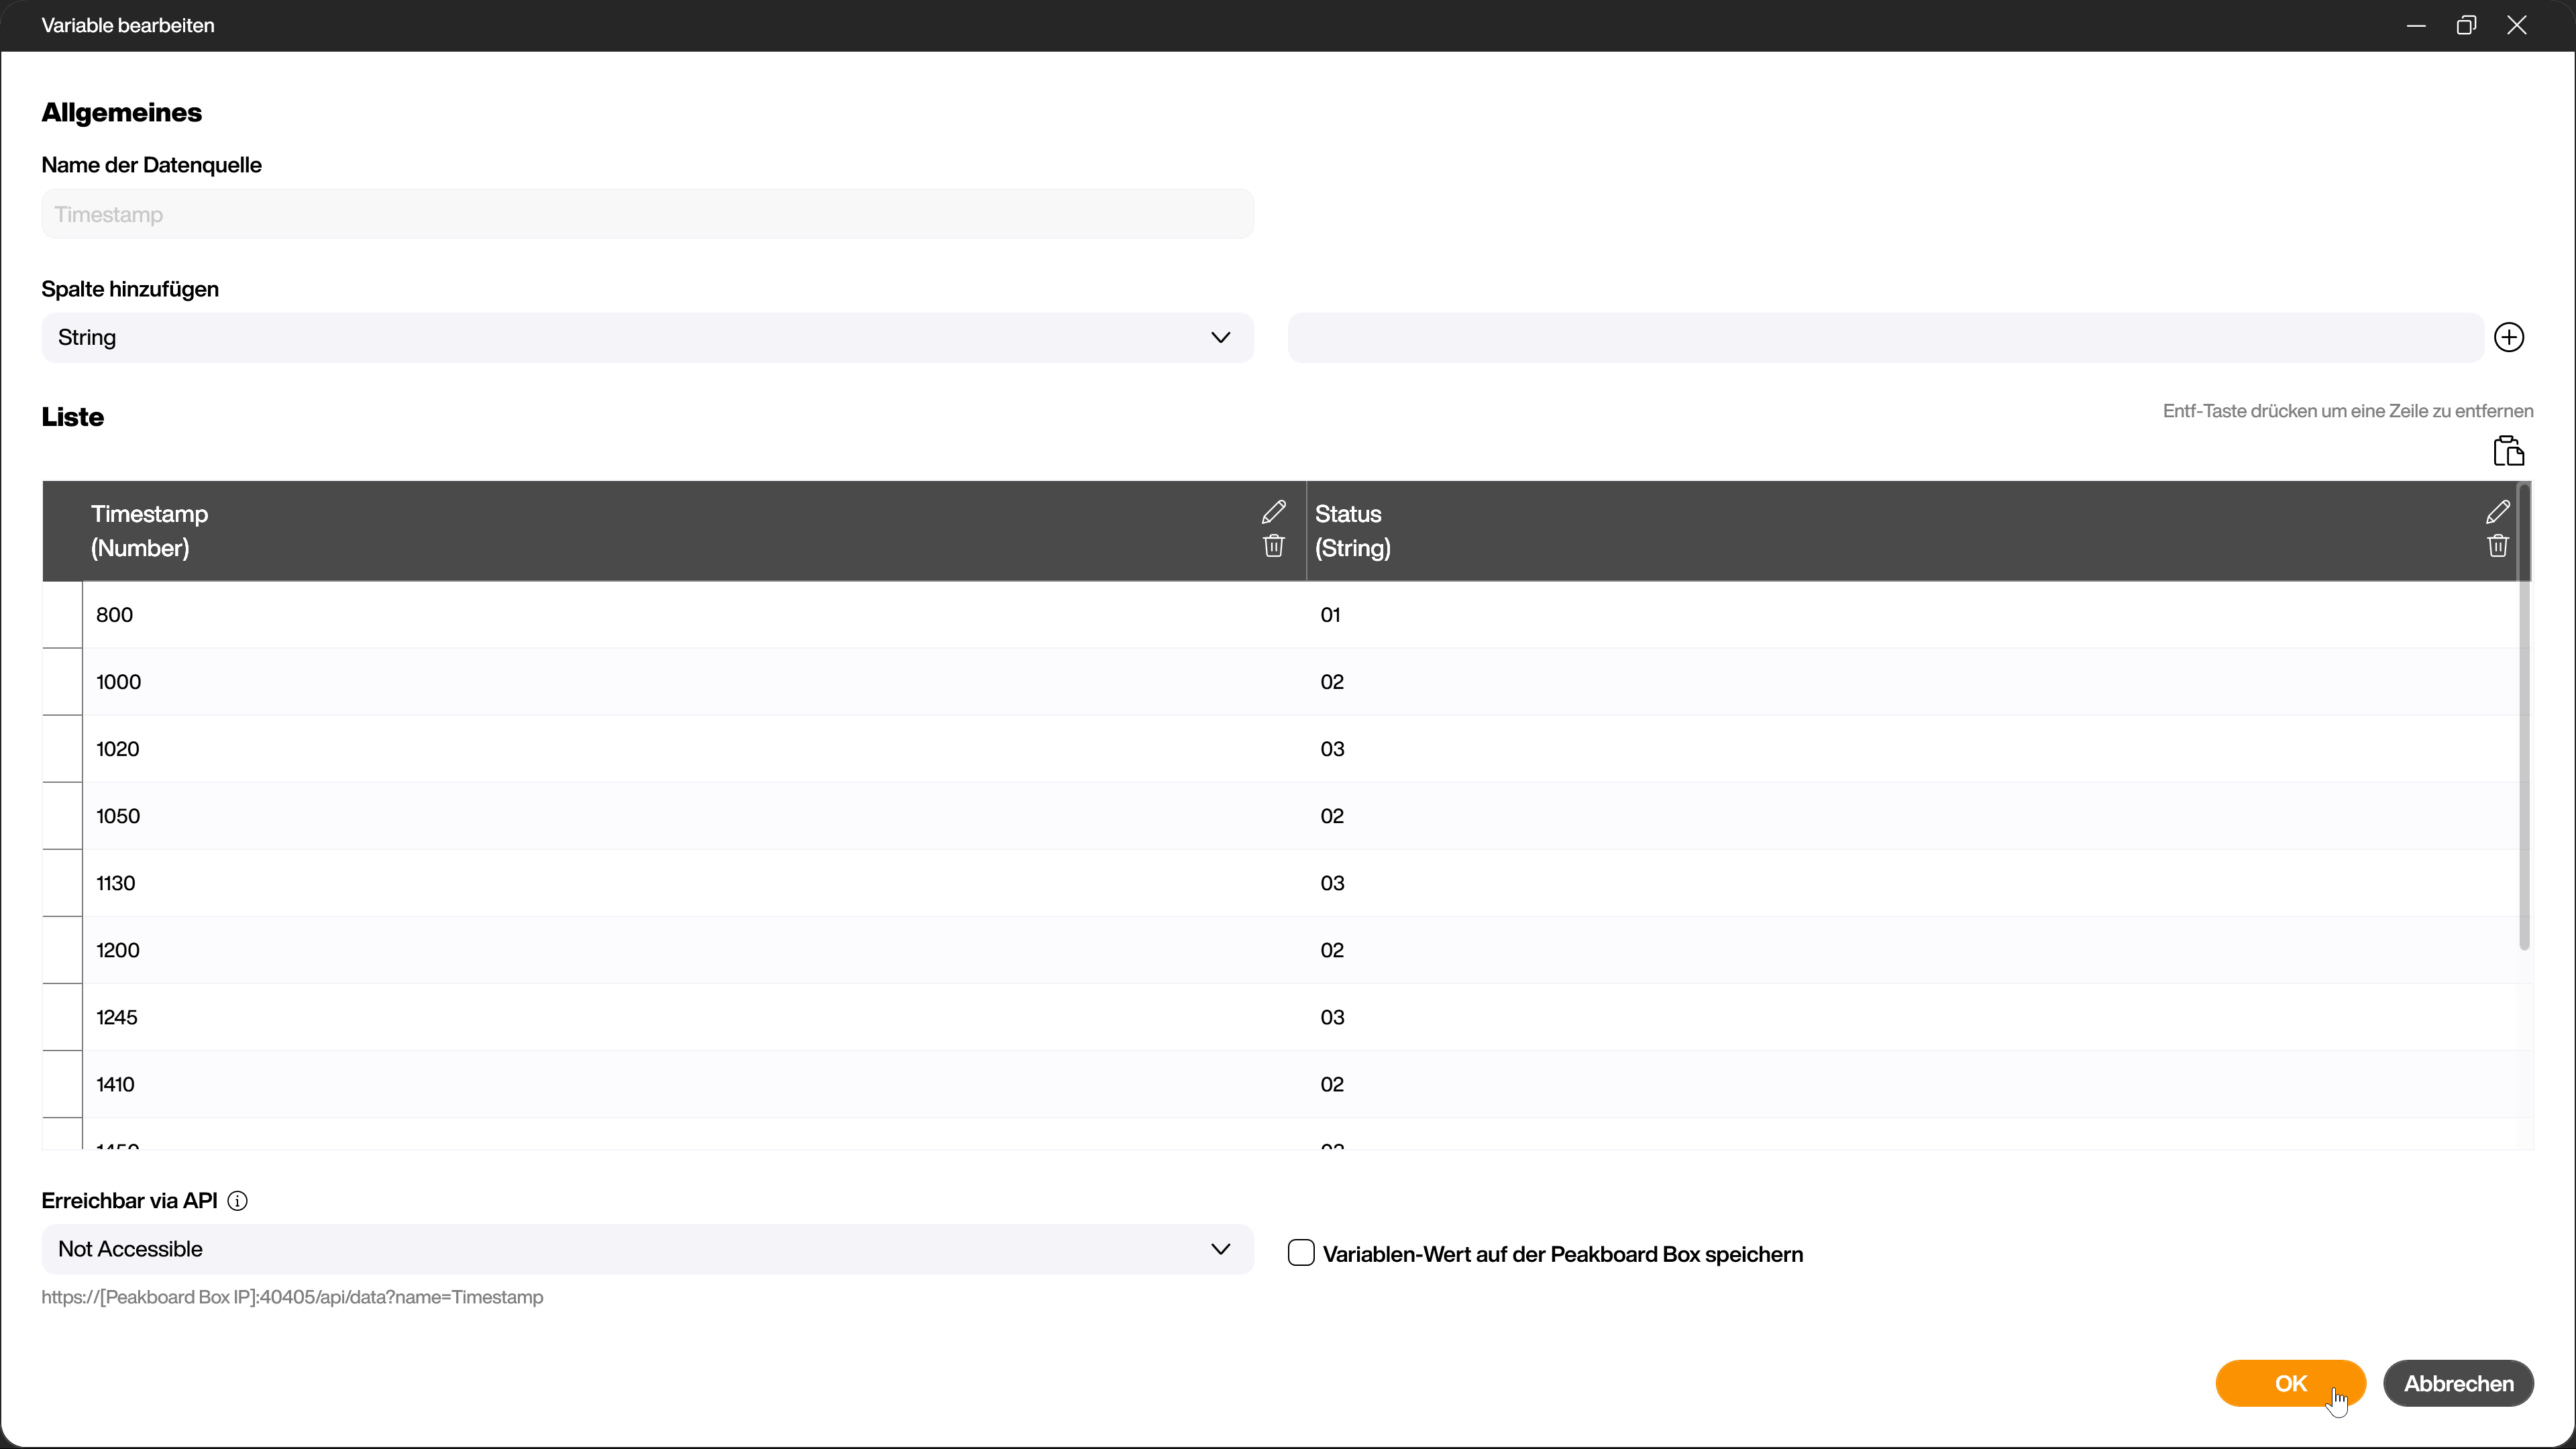 Variable bearbeiten
Allgemeines
Name der Datenquelle
Timestamp
Spalte hinzufügen
String
Liste
Entf-Taste drücken um eine Zeile zu entfernen
Timestamp
(Number)
Status
(String)
800 01
1000 02
1020 03
1050 02
1130 03
1200 02
1245 03
1410 02
Erreichbar via API
Not Accessible
Variablen-Wert auf der Peakboard Box speichern
https://[Peakboard Box IP]:40405/api/data?name=Timestamp
OK
Abbrechen